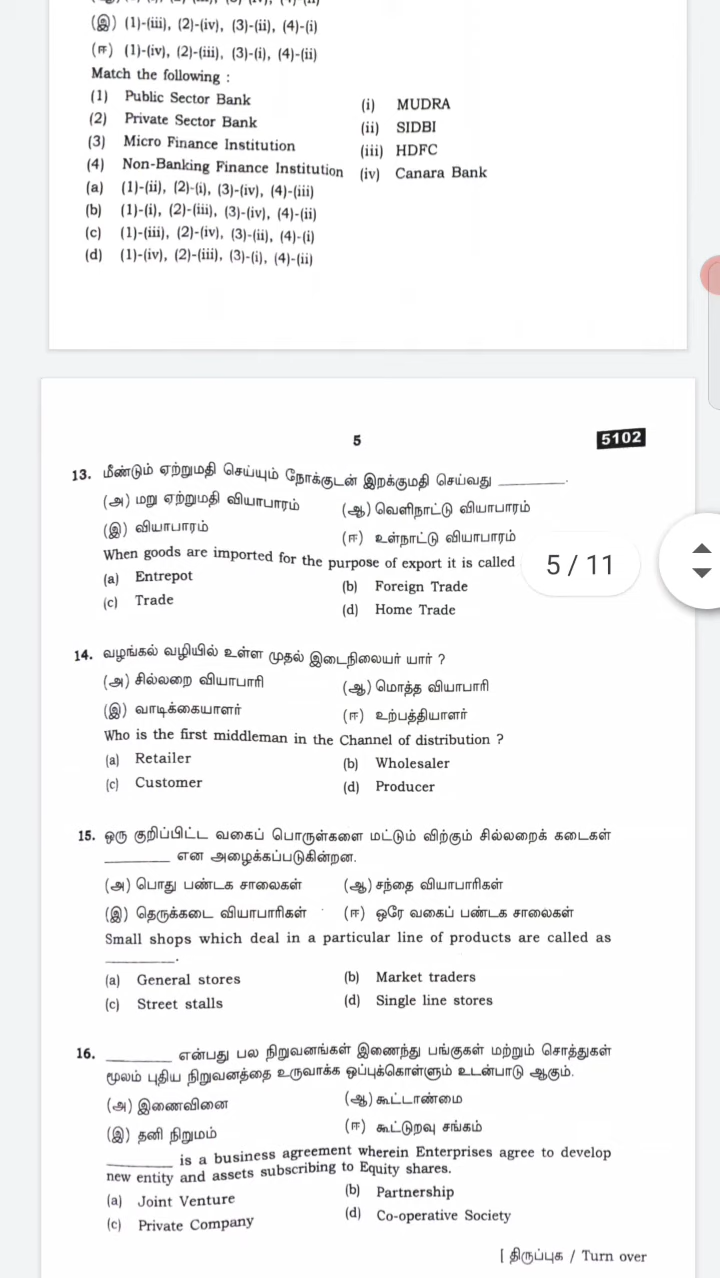 (இ) (1)-(iii), (2)-(iv), (3)-(ii), (4)-(i)
(ஈ) (1)-(iv), (2)-(iii), (3)-(i), (4)-(ii)
Match the following :
(1) Public Sector Bank (i) MUDRA
(2) Private Sector Bank (ii) SIDBI
(3) Micro Finance Institution (iii) HDFC
(4) Non-Banking Finance Institution (iv) Canara Bank
(a) (1)-(ii), (2)-(i), (3)-(iv), (4)-(iii)
(b) (1)-(i), (2)-(iii), (3)-(iv), (4)-(ii)
(c) (1)-(iii), (2)-(iv), (3)-(ii), (4)-(i)
(d) (1)-(iv), (2)-(iii), (3)-(i), (4)-(ii)
5 5102
13. மீண்டும் ஏற்றுமதி செய்யும் நோக்குடன் இறக்குமதி செய்வது ________.
(அ) மறு ஏற்றுமதி வியாபாரம் (ஆ) வெளிநாட்டு வியாபாரம்
(இ) வியாபாரம் (ஈ) உள்நாட்டு வியாபாரம்
When goods are imported for the purpose of export it is called
(a) Entrepot (b) Foreign Trade
(c) Trade (d) Home Trade
5 / 11
14. வழங்கல் வழியில் உள்ள முதல் இடைநிலையர் யார் ?
(அ) சில்லறை வியாபாரி (ஆ) மொத்த வியாபாரி
(இ) வாடிக்கையாளர் (ஈ) உற்பத்தியாளர்
Who is the first middleman in the Channel of distribution ?
(a) Retailer (b) Wholesaler
(c) Customer (d) Producer
15. ஒரு குறிப்பிட்ட வகைப் பொருள்களை மட்டும் விற்கும் சில்லறைக் கடைகள்
________ என அழைக்கப்படுகின்றன.
(அ) பொது பண்டக சாலைகள் (ஆ) சந்தை வியாபாரிகள்
(இ) தெருக்கடை வியாபாரிகள் (ஈ) ஒரே வகைப் பண்டக சாலைகள்
Small shops which deal in a particular line of products are called as
________.
(a) General stores (b) Market traders
(c) Street stalls (d) Single line stores
16. ________ என்பது பல நிறுவனங்கள் இணைந்து பங்குகள் மற்றும் சொத்துகள்
மூலம் புதிய நிறுவனத்தை உருவாக்க ஒப்புக்கொள்ளும் உடன்பாடு ஆகும்.
(அ) இணைவினை (ஆ) கூட்டாண்மை
(இ) தனி நிறுமம் (ஈ) கூட்டுறவு சங்கம்
________ is a business agreement wherein Enterprises agree to develop
new entity and assets subscribing to Equity shares.
(a) Joint Venture (b) Partnership
(c) Private Company (d) Co-operative Society
[ திருப்புக / Turn over